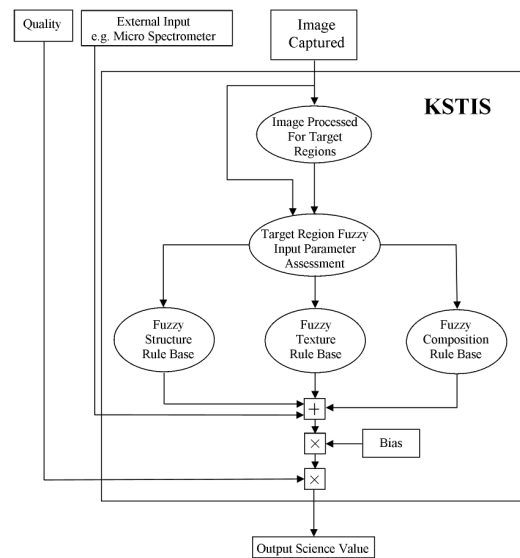 Quality
External Input
e.g. Micro Spectrometer
Image
Captured
KSTIS
Image Processed
For Target
Regions
Target Region Fuzzy
Input Parameter
Assessment
Fuzzy
Structure
Rule Base
Fuzzy
Texture
Rule Base
Fuzzy
Composition
Rule Base
+
×
Bias
×
Output Science Value